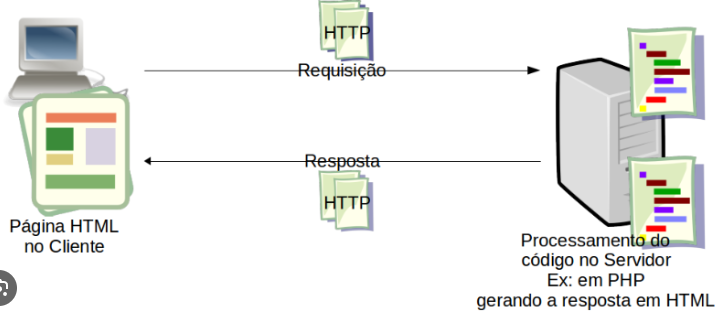 HTTP
Requisição
Resposta
HTTP
Página HTML
no Cliente
Processamento do
código no Servidor
Ex: em PHP
gerando a resposta em HTML